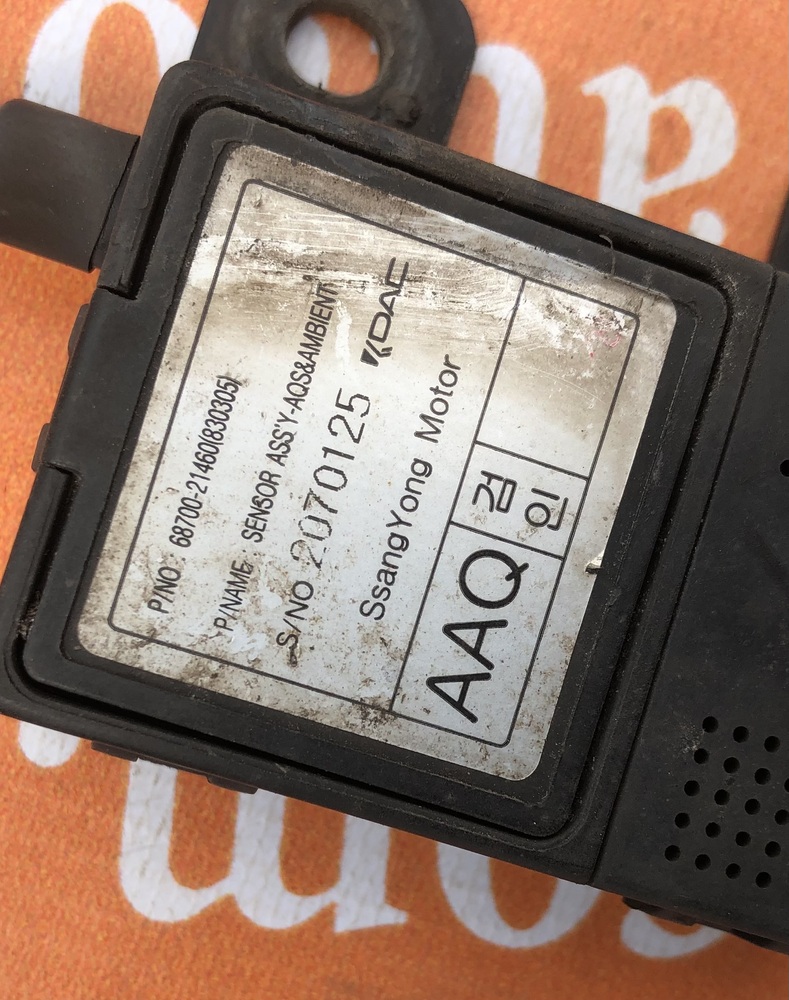 P/NO : 68700-21460(830305)
P/NAME : SENSOR ASS'Y-AQS&AMBIENT
S/NO 2070125 KDAC
SsangYong Motor
AAQ
검
인